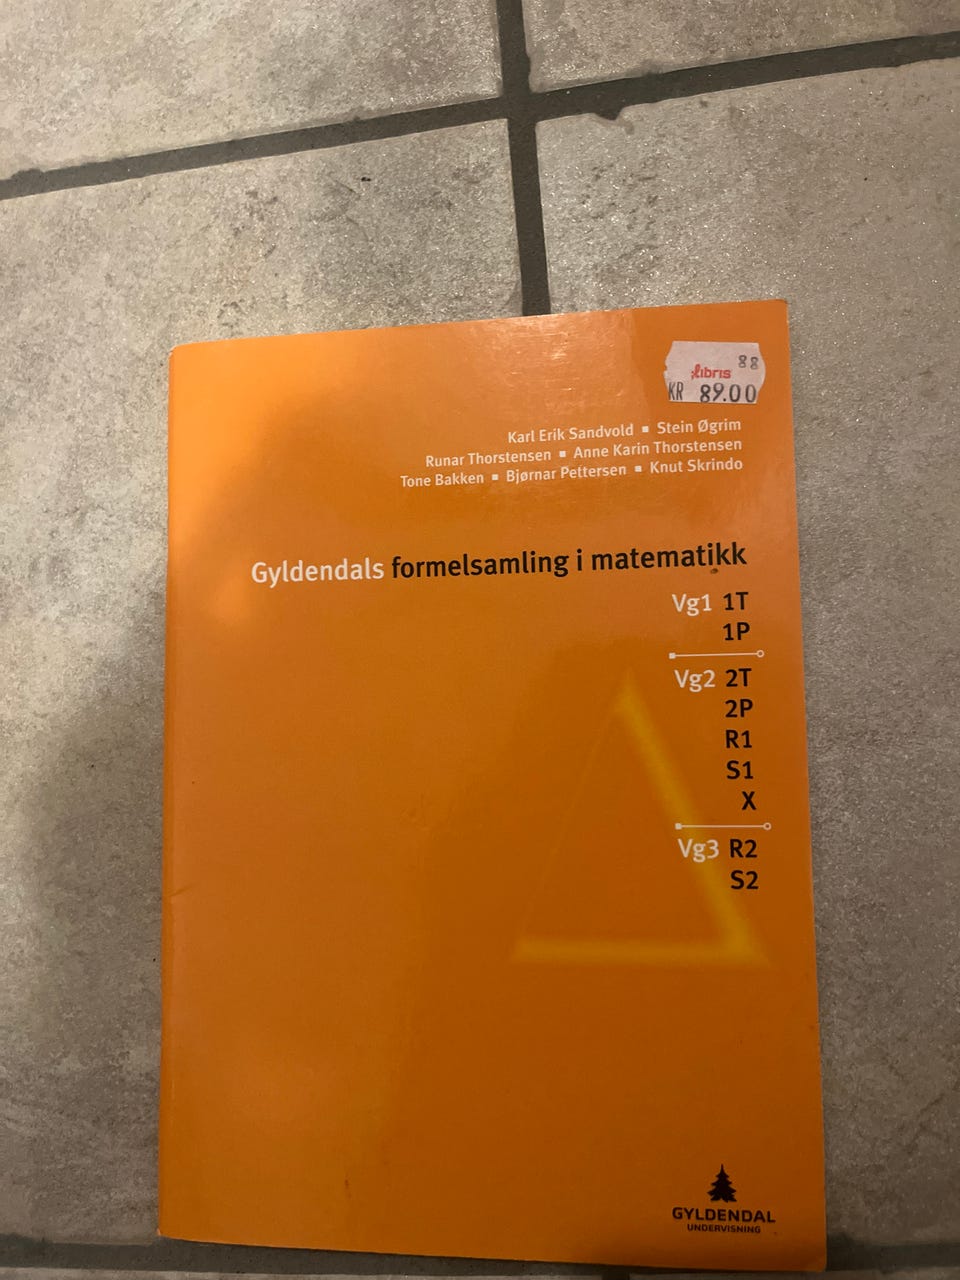 88
libris
KR 89.00
Karl Erik Sandvold ▪ Stein Øgrim
Runar Thorstensen ▪ Anne Karin Thorstensen
Tone Bakken ▪ Bjørnar Pettersen ▪ Knut Skrindo
Gyldendals formelsamling i matematikk
Vg1 1T
1P
Vg2 2T
2P
R1
S1
X
Vg3 R2
S2
GYLDENDAL
UNDERVISNING